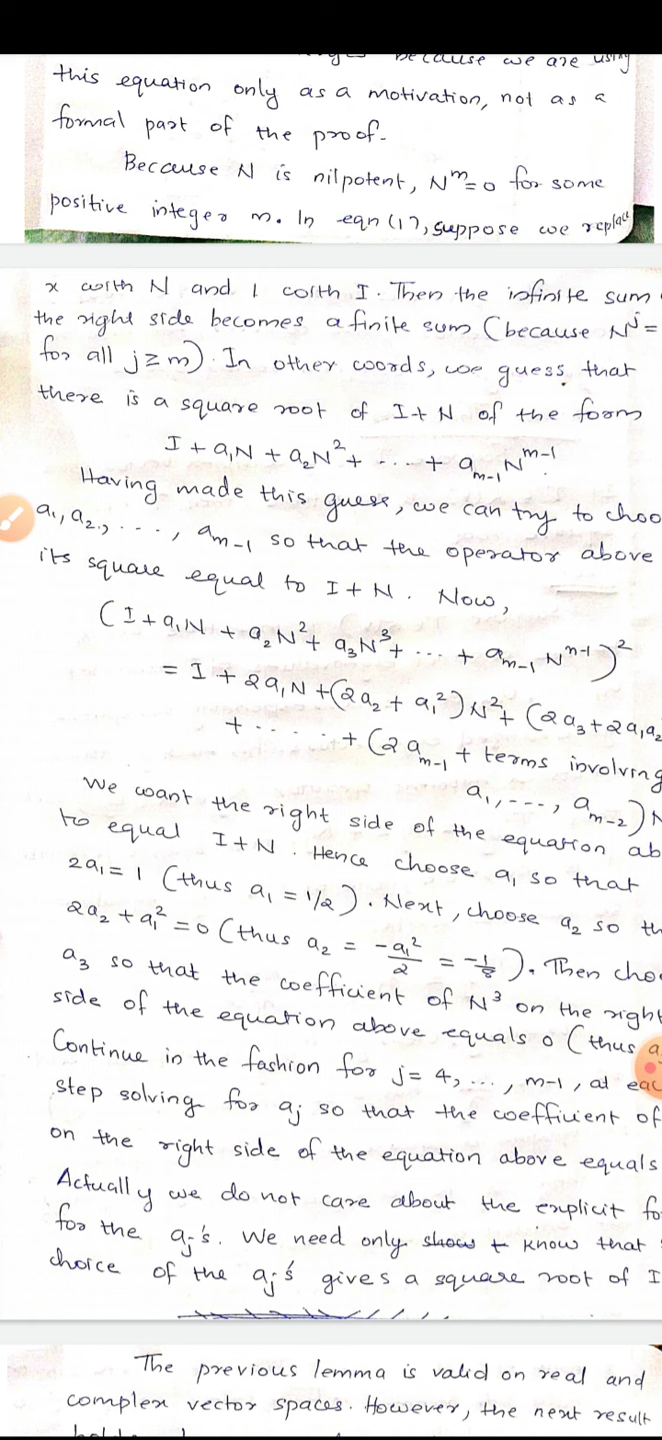 because we are using
this equation only as a motivation, not as a
formal part of the proof.
Because N is nilpotent, N^m = 0 for some
positive integer m. In eqn (1), suppose we replace
x with N and 1 with I. Then the infinite sum
the right side becomes a finite sum (because N^j =
for all j ≥ m). In other words, we guess that
there is a square root of I + N of the form
I + a₁N + a₂N² + ... + a_{m-1} N^{m-1}.
Having made this guess, we can try to choo
a₁, a₂, ..., a_{m-1} so that the operator above
its square equal to I + N. Now,
(I + a₁N + a₂N² + a₃N³ + ... + a_{m-1} N^{m-1})²
= I + 2a₁N + (2a₂ + a₁²)N² + (2a₃ + 2a₁a₂
+ ..... + (2a_{m-1} + terms involving
a₁, ..., a_{m-2})N
We want the right side of the equation ab
to equal I + N. Hence choose a₁ so that
2a₁ = 1 (thus a₁ = 1/2). Next, choose a₂ so th
2a₂ + a₁² = 0 (thus a₂ = -a₁²/2 = -1/8). Then cho
a₃ so that the coefficient of N³ on the right
side of the equation above equals 0 (thus a
Continue in the fashion for j = 4, ..., m-1, at eac
step solving for a_j so that the coefficient of
on the right side of the equation above equals
Actually we do not care about the explicit fo
for the a_j's. We need only show t know that
choice of the a_j's gives a square root of I
The previous lemma is valid on real and
complex vector spaces. However, the next result